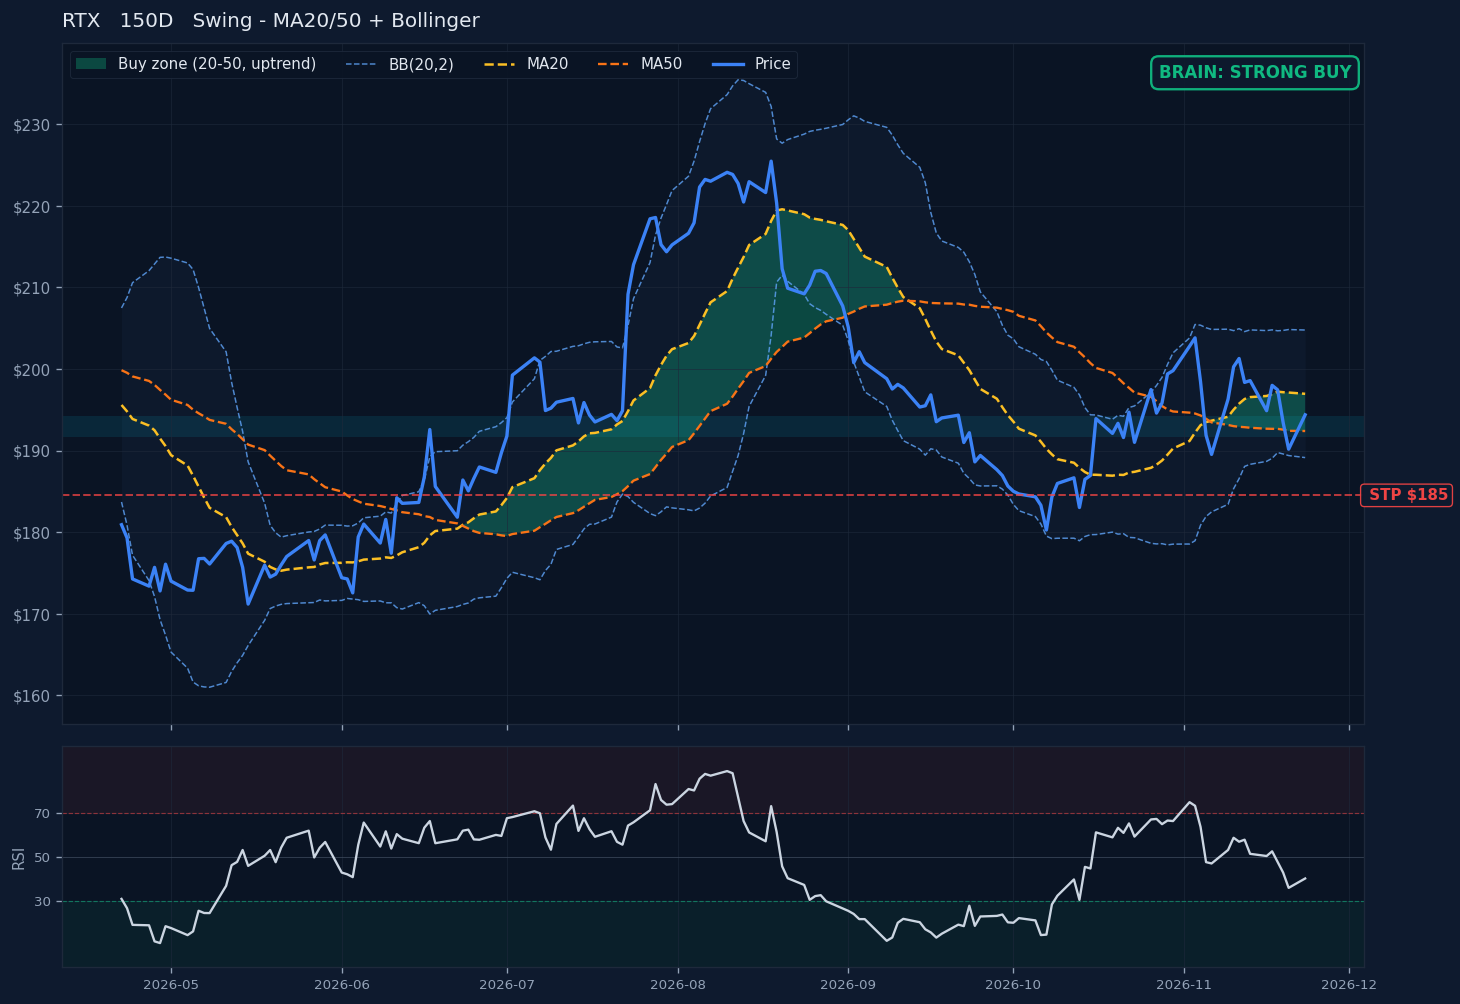 RTX   150D   Swing - MA20/50 + Bollinger
Buy zone (20-50, uptrend)   BB(20,2)   MA20   MA50   Price
BRAIN: STRONG BUY
$230
$220
$210
$200
$190
STP $185
$180
$170
$160
70
50
30
RSI
2026-05   2026-06   2026-07   2026-08   2026-09   2026-10   2026-11   2026-12